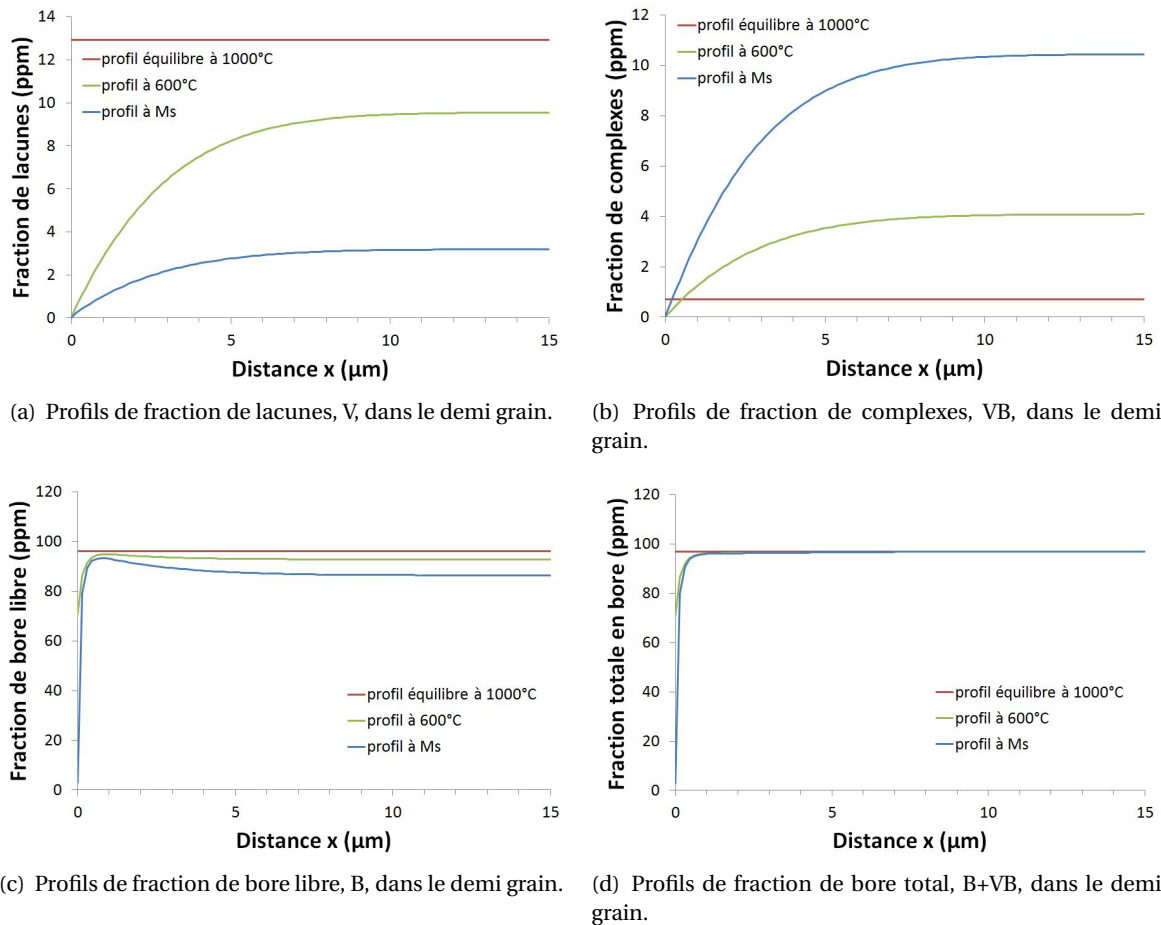 Fraction de lacunes (ppm)
14
12
10
8
6
4
2
0
profil équilibre à 1000°C
profil à 600°C
profil à Ms
0
5
10
15
Distance x (µm)
(a) Profils de fraction de lacunes, V, dans le demi grain.
Fraction de complexes (ppm)
12
10
8
6
4
2
0
profil équilibre à 1000°C
profil à 600°C
profil à Ms
0
5
10
15
Distance x (µm)
(b) Profils de fraction de complexes, VB, dans le demi
grain.
Fraction de bore libre (ppm)
120
100
80
60
40
20
0
profil équilibre à 1000°C
profil à 600°C
profil à Ms
0
5
10
15
Distance x (µm)
(c) Profils de fraction de bore libre, B, dans le demi grain.
Fraction totale en bore (ppm)
120
100
80
60
40
20
0
profil équilibre à 1000°C
profil à 600°C
profil à Ms
0
5
10
15
Distance x (µm)
(d) Profils de fraction de bore total, B+VB, dans le demi
grain.